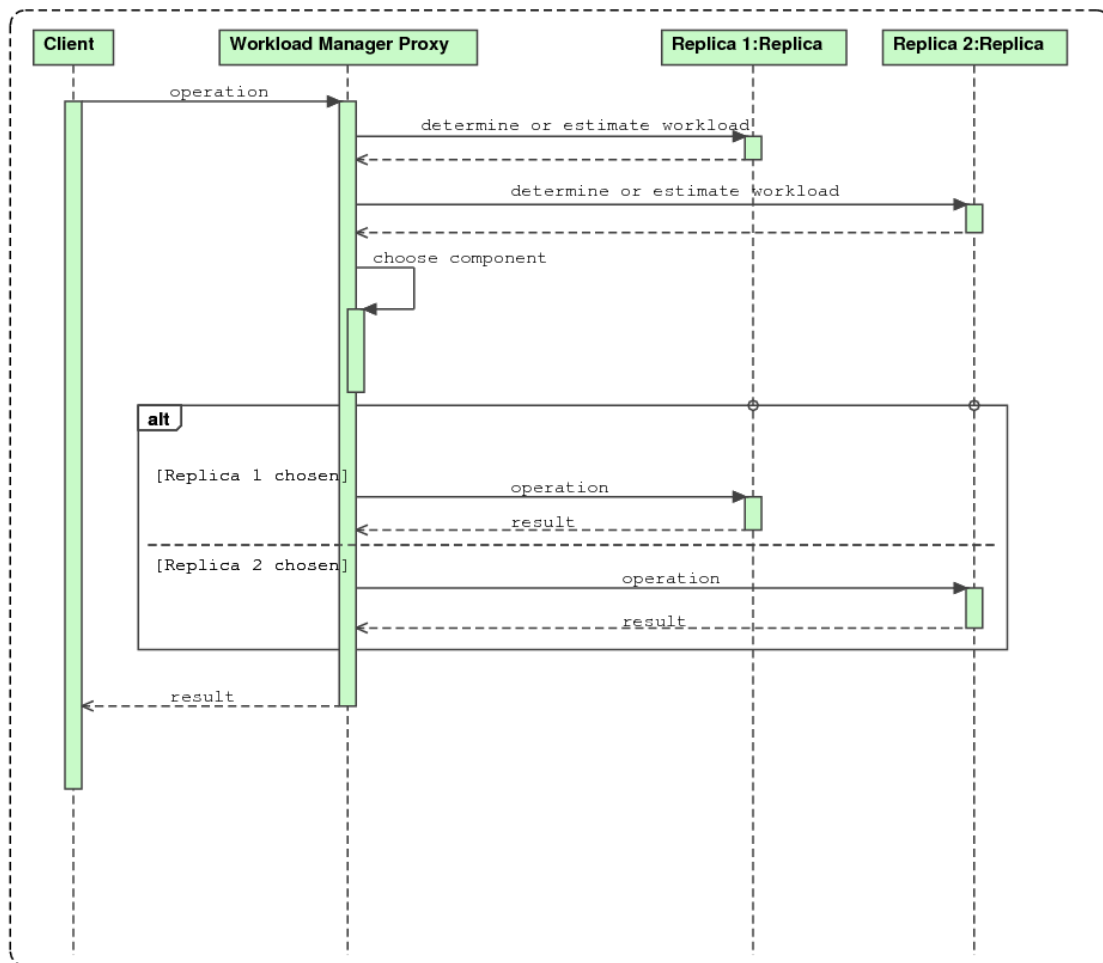 Client
Workload Manager Proxy
Replica 1:Replica
Replica 2:Replica
operation
determine or estimate workload
determine or estimate workload
choose component
alt
[Replica 1 chosen]
operation
result
[Replica 2 chosen]
operation
result
result